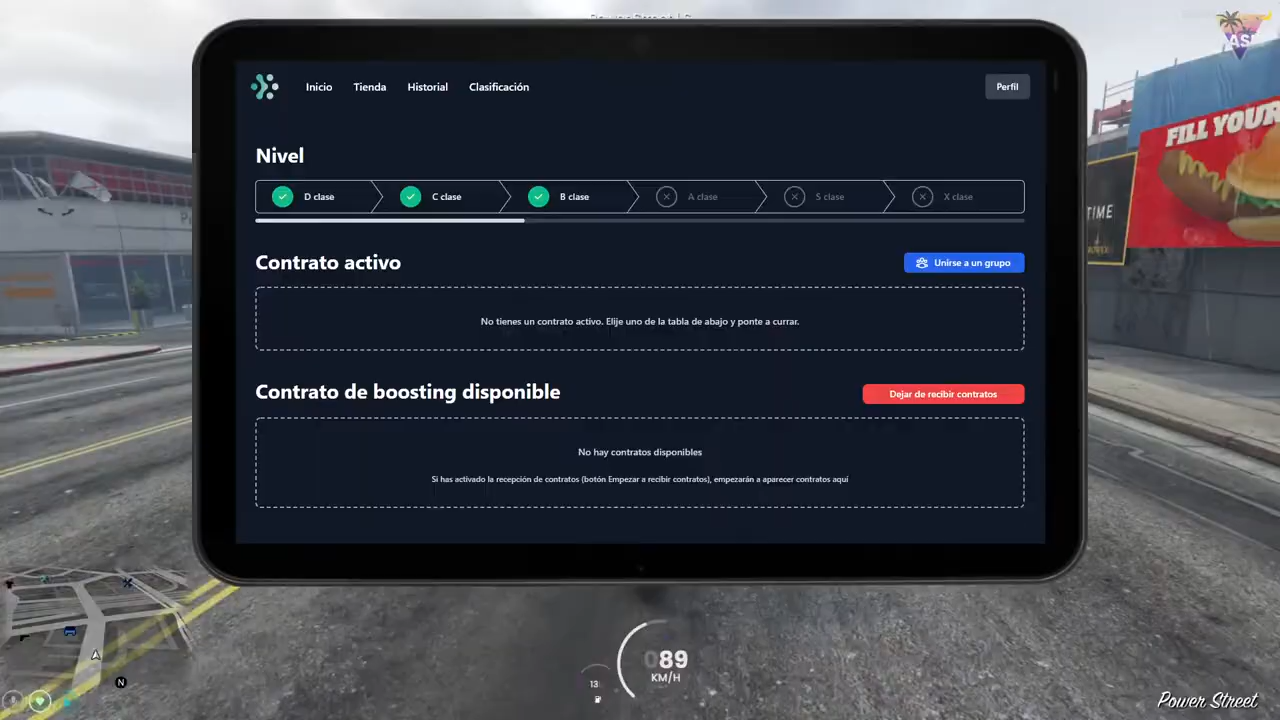 Inicio
Tienda
Historial
Clasificación
Perfil
Nivel
D clase
C clase
B clase
A clase
S clase
X clase
Contrato activo
Unirse a un grupo
No tienes un contrato activo. Elije uno de la tabla de abajo y ponte a currar.
Contrato de boosting disponible
Dejar de recibir contratos
No hay contratos disponibles
Si has activado la recepción de contratos (botón Empezar a recibir contratos), empezarán a aparecer contratos aquí
FILL YOUR
TIME
089
KM/H
N
Power Street